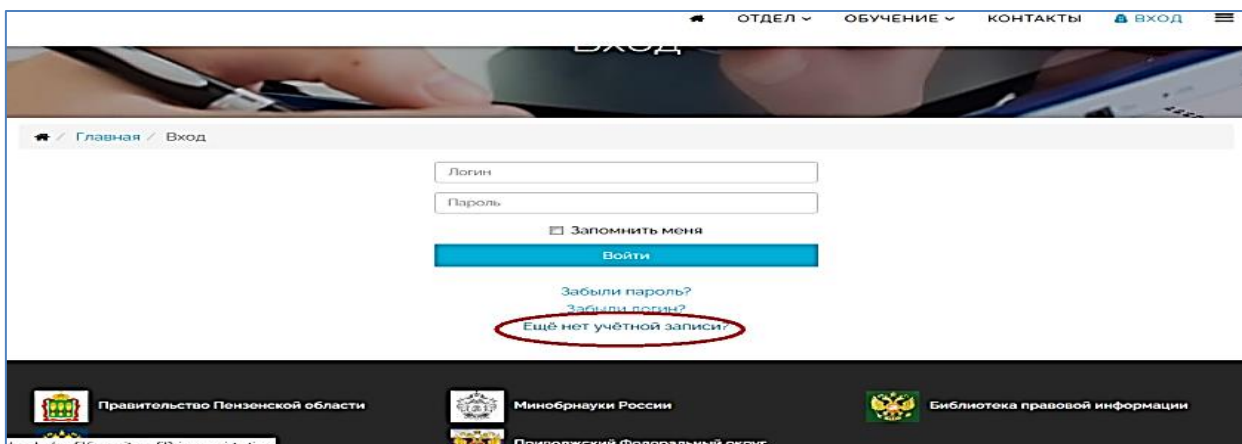 ОТДЕЛ ОБУЧЕНИЕ КОНТАКТЫ ВХОД
ВХОД
/ Главная / Вход
Логин
Пароль
Запомнить меня
Войти
Забыли пароль?
Забыли логин?
Ещё нет учётной записи?
Правительство Пензенской области Минобрнауки России Библиотека правовой информации
Приволжский Федеральный округ